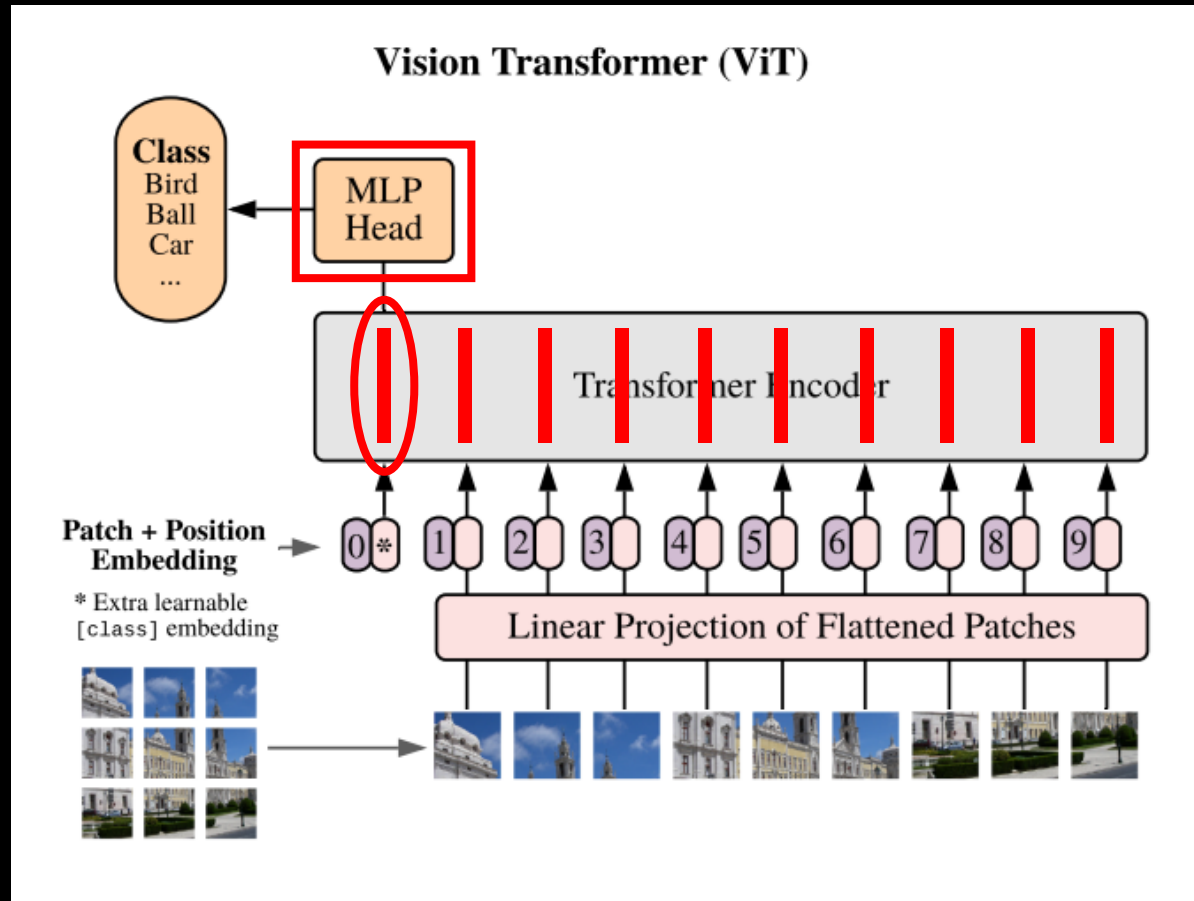 Vision Transformer (ViT)
Class
Bird
Ball
Car
...
MLP
Head
Transformer Encoder
Patch + Position
Embedding
* Extra learnable
[class] embedding
0 * 1 2 3 4 5 6 7 8 9
Linear Projection of Flattened Patches